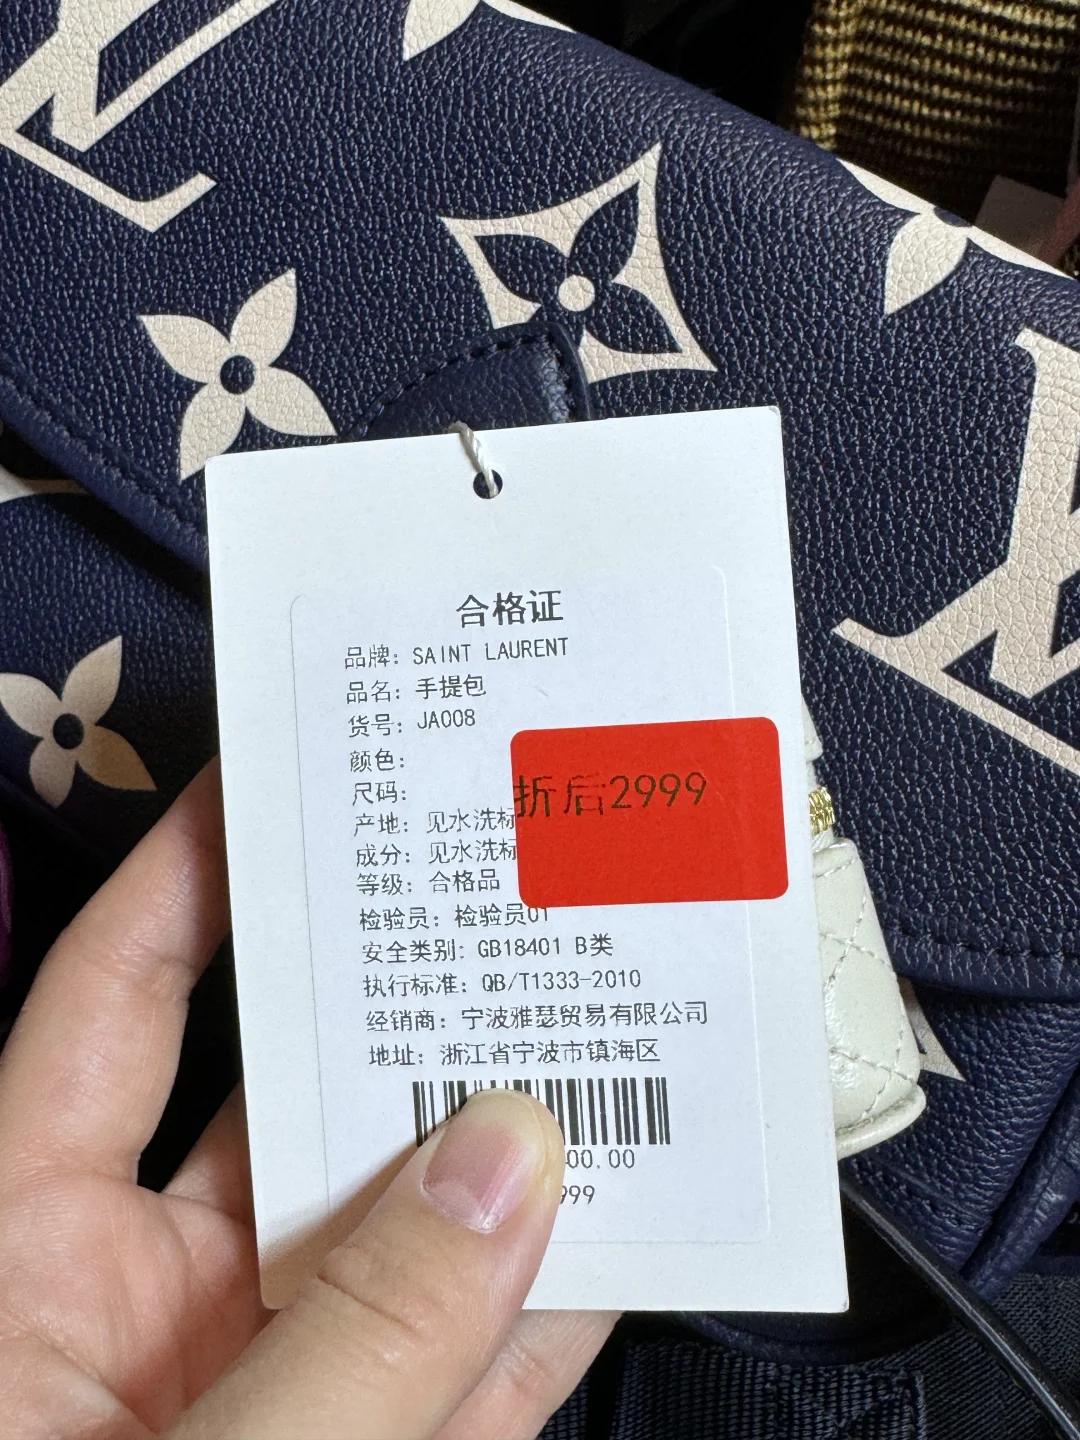 合格证
品牌: SAINT LAURENT
品名: 手提包
货号: JA008
颜色:
尺码:
折后2999
产地: 见水洗标
成分: 见水洗标
等级: 合格品
检验员: 检验员01
安全类别: GB18401 B类
执行标准: QB/T1333-2010
经销商: 宁波雅瑟贸易有限公司
地址: 浙江省宁波市镇海区
00.00
999